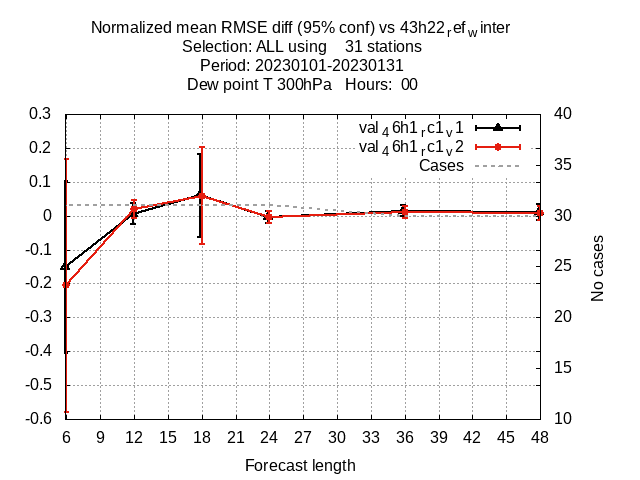 Normalized mean RMSE diff (95% conf) vs 43h22refwinter
Selection: ALL using    31 stations
Period: 20230101-20230131
Dew point T 300hPa   Hours:  00
val46h1rc1v1
val46h1rc1v2
Cases
0.3
0.2
0.1
0
-0.1
-0.2
-0.3
-0.4
-0.5
-0.6
40
35
30
25
20
15
10
No cases
6 9 12 15 18 21 24 27 30 33 36 39 42 45 48
Forecast length